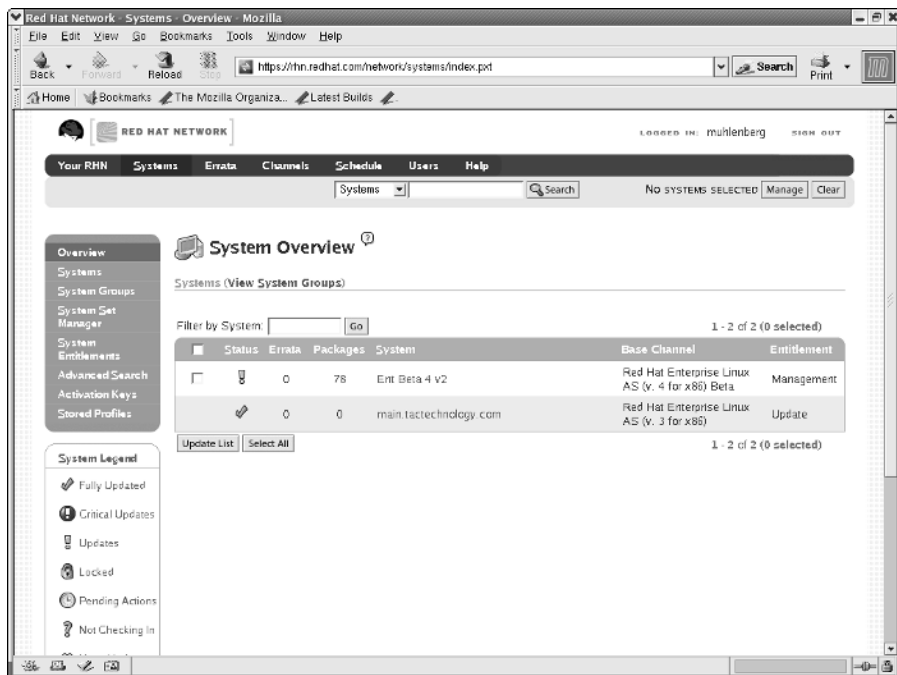 Red Hat Network - Systems - Overview - Mozilla
File Edit View Go Bookmarks Tools Window Help
Back Forward Reload Stop https://rhn.redhat.com/network/systems/index.pxt Search Print
Home Bookmarks The Mozilla Organiza... Latest Builds
RED HAT NETWORK LOGGED IN: muhlenberg SIGN OUT
Your RHN Systems Errata Channels Schedule Users Help
Systems Search NO SYSTEMS SELECTED Manage Clear
Overview
Systems
System Groups
System Set
Manager
System
Entitlements
Advanced Search
Activation Keys
Stored Profiles
System Overview ?
Systems (View System Groups)
Filter by System: Go 1 - 2 of 2 (0 selected)
Status Errata Packages System Base Channel Entitlement
0 78 Ent Beta 4 v2 Red Hat Enterprise Linux
AS (v. 4 for x86) Beta Management
0 0 main.tactechnology.com Red Hat Enterprise Linux
AS (v. 3 for x86) Update
Update List Select All 1 - 2 of 2 (0 selected)
System Legend
Fully Updated
Critical Updates
Updates
Locked
Pending Actions
Not Checking In